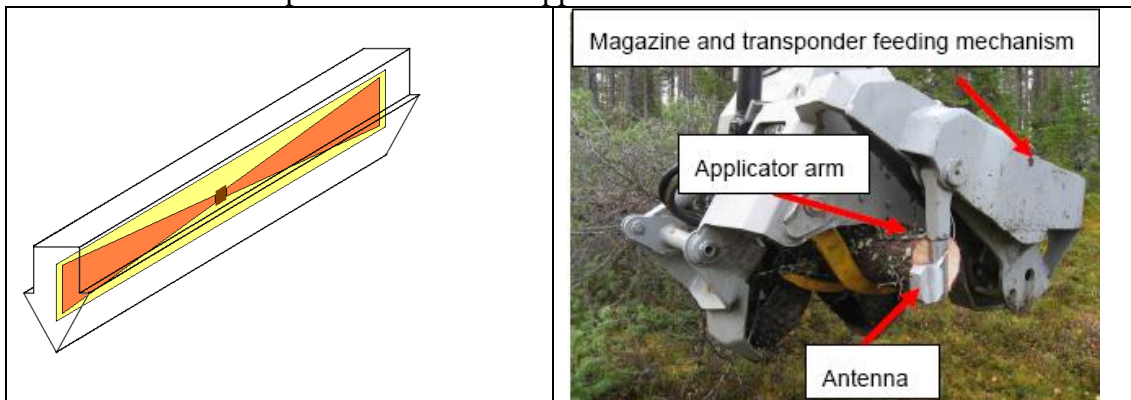 Magazine and transponder feeding mechanism
Applicator arm
Antenna